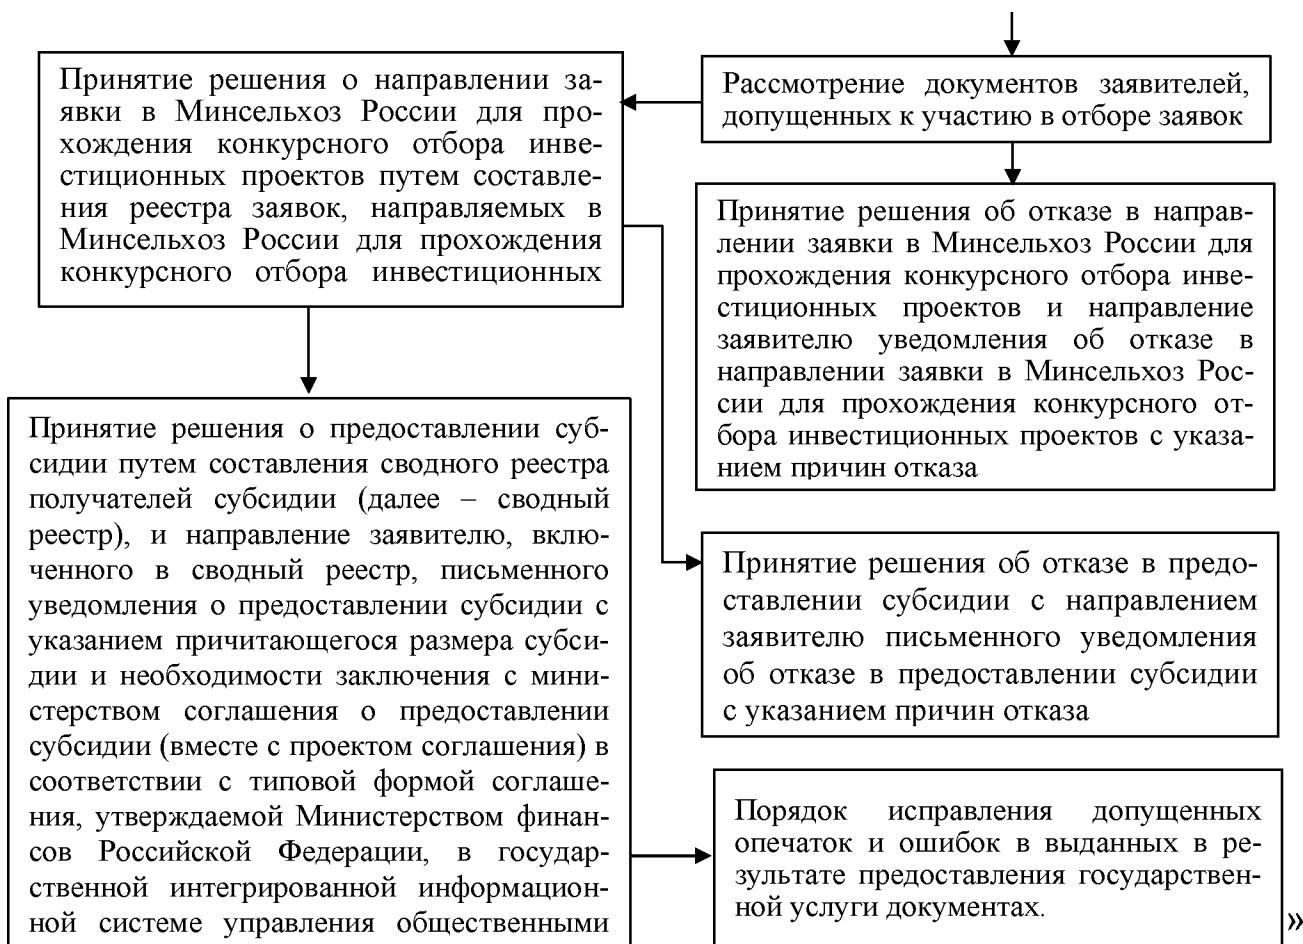 Рассмотрение документов заявителей,
допущенных к участию в отборе заявок
Принятие решения о направлении за-
явки в Минсельхоз России для про-
хождения конкурсного отбора инве-
стиционных проектов путем составле-
ния реестра заявок, направляемых в
Минсельхоз России для прохождения
конкурсного отбора инвестиционных
Принятие решения об отказе в направ-
лении заявки в Минсельхоз России для
прохождения конкурсного отбора инве-
стиционных проектов и направление
заявителю уведомления об отказе в
направлении заявки в Минсельхоз Рос-
сии для прохождения конкурсного от-
бора инвестиционных проектов с указа-
нием причин отказа
Принятие решения о предоставлении суб-
сидии путем составления сводного реестра
получателей субсидии (далее – сводный
реестр), и направление заявителю, вклю-
ченного в сводный реестр, письменного
уведомления о предоставлении субсидии с
указанием причитающегося размера субси-
дии и необходимости заключения с мини-
стерством соглашения о предоставлении
субсидии (вместе с проектом соглашения) в
соответствии с типовой формой соглаше-
ния, утверждаемой Министерством финан-
сов Российской Федерации, в государ-
ственной интегрированной информацион-
ной системе управления общественными
Принятие решения об отказе в предо-
ставлении субсидии с направлением
заявителю письменного уведомления
об отказе в предоставлении субсидии
с указанием причин отказа
Порядок исправления допущенных
опечаток и ошибок в выданных в ре-
зультате предоставления государствен-
ной услуги документах.
»